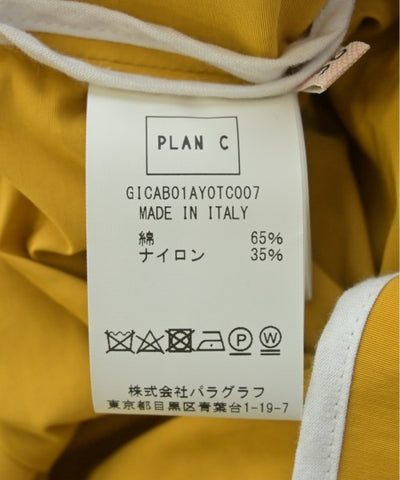 PLAN C
GICAB01AYOTC007
MADE IN ITALY
綿 65%
ナイロン 35%
P W
株式会社パラグラフ
東京都目黒区青葉台1-19-7